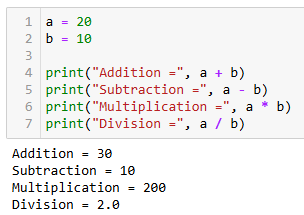 1 a = 20
2 b = 10
3
4 print("Addition =", a + b)
5 print("Subtraction =", a - b)
6 print("Multiplication =", a * b)
7 print("Division =", a / b)
Addition = 30
Subtraction = 10
Multiplication = 200
Division = 2.0